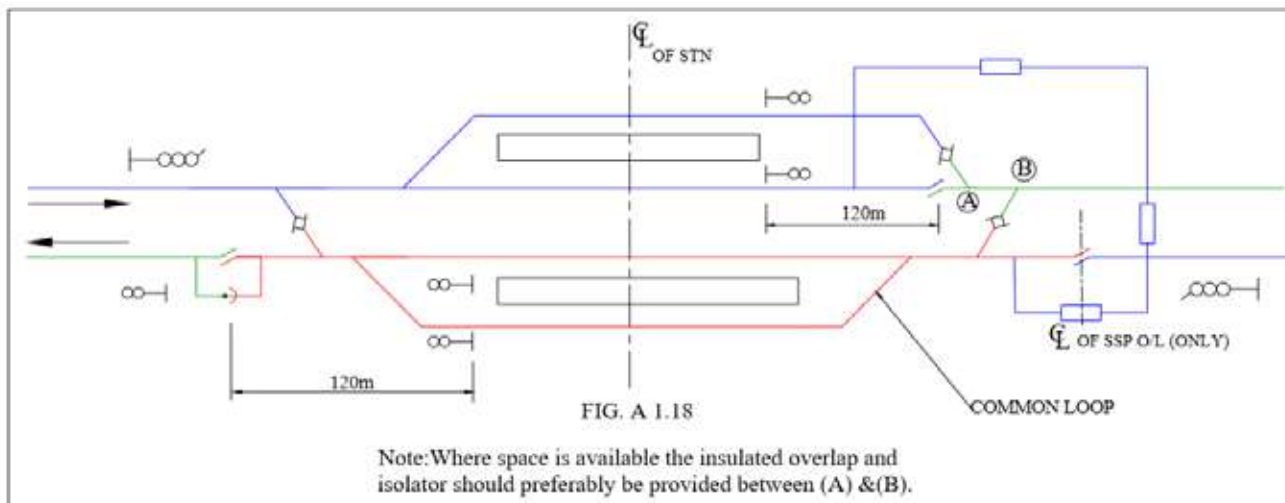 ℄ OF STN
A
B
120m
120m
℄ OF SSP O/L (ONLY)
FIG. A 1.18
COMMON LOOP
Note:Where space is available the insulated overlap and
isolator should preferably be provided between (A) &(B).